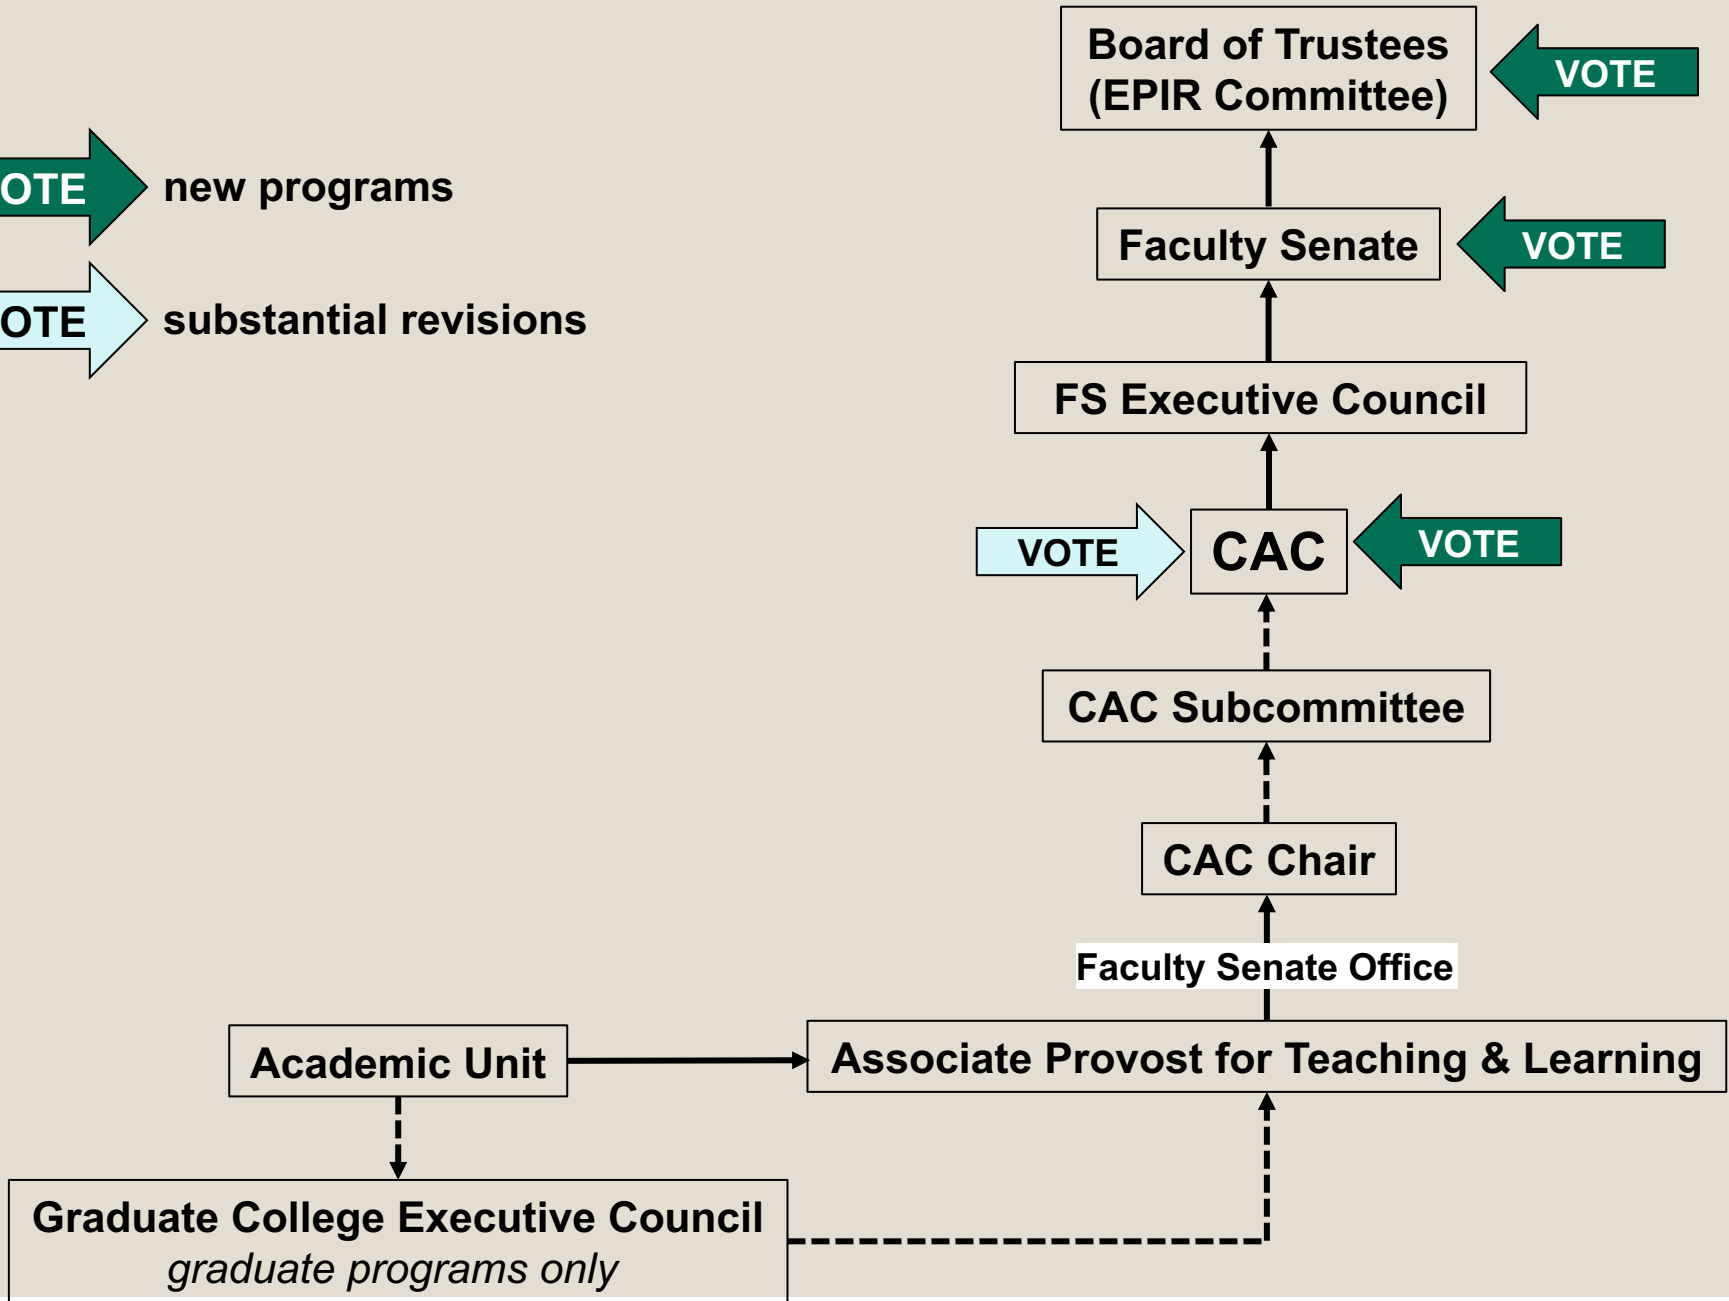 Board of Trustees
(EPIR Committee)
VOTE
OTE
new programs
Faculty Senate
VOTE
OTE
substantial revisions
FS Executive Council
VOTE
CAC
VOTE
CAC Subcommittee
CAC Chair
Faculty Senate Office
Academic Unit
Associate Provost for Teaching & Learning
Graduate College Executive Council
graduate programs only